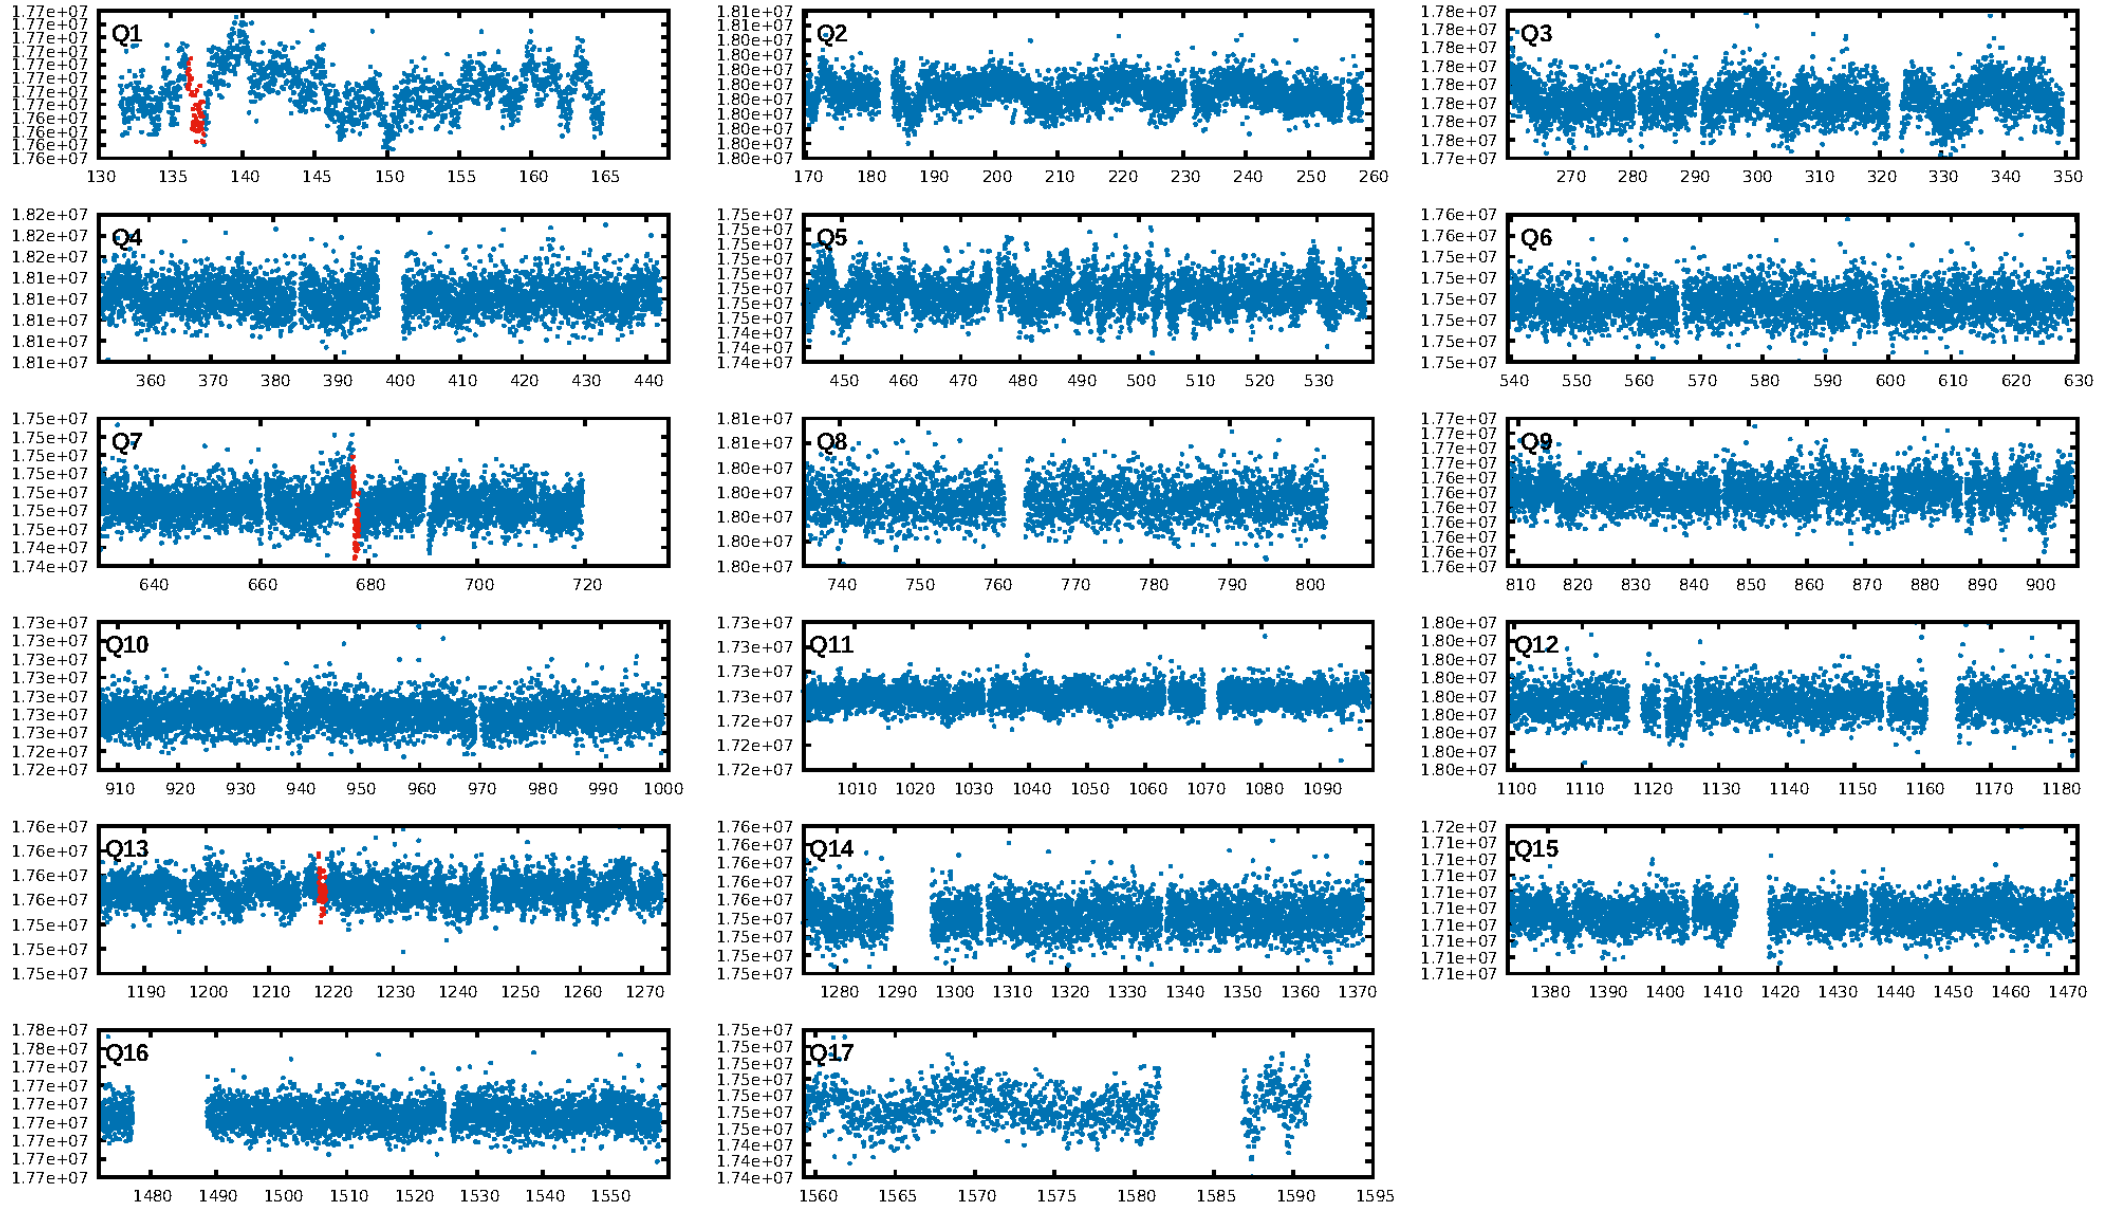 Q1
1.77e+07
1.77e+07
1.77e+07
1.77e+07
1.77e+07
1.77e+07
1.77e+07
1.77e+07
1.76e+07
1.76e+07
1.76e+07
1.76e+07
130 135 140 145 150 155 160 165
Q2
1.81e+07
1.81e+07
1.80e+07
1.80e+07
1.80e+07
1.80e+07
1.80e+07
1.80e+07
1.80e+07
1.80e+07
1.80e+07
170 180 190 200 210 220 230 240 250 260
Q3
1.78e+07
1.78e+07
1.78e+07
1.78e+07
1.78e+07
1.78e+07
1.78e+07
1.78e+07
1.77e+07
270 280 290 300 310 320 330 340 350
Q4
1.82e+07
1.82e+07
1.82e+07
1.81e+07
1.81e+07
1.81e+07
1.81e+07
1.81e+07
360 370 380 390 400 410 420 430 440
Q5
1.75e+07
1.75e+07
1.75e+07
1.75e+07
1.75e+07
1.75e+07
1.75e+07
1.75e+07
1.74e+07
1.74e+07
1.74e+07
450 460 470 480 490 500 510 520 530
Q6
1.76e+07
1.76e+07
1.75e+07
1.75e+07
1.75e+07
1.75e+07
1.75e+07
1.75e+07
540 550 560 570 580 590 600 610 620 630
Q7
1.75e+07
1.75e+07
1.75e+07
1.75e+07
1.75e+07
1.75e+07
1.75e+07
1.74e+07
1.74e+07
640 660 680 700 720
Q8
1.81e+07
1.81e+07
1.80e+07
1.80e+07
1.80e+07
1.80e+07
1.80e+07
740 750 760 770 780 790 800
Q9
1.77e+07
1.77e+07
1.77e+07
1.77e+07
1.76e+07
1.76e+07
1.76e+07
1.76e+07
1.76e+07
1.76e+07
1.76e+07
810 820 830 840 850 860 870 880 890 900
Q10
1.73e+07
1.73e+07
1.73e+07
1.73e+07
1.73e+07
1.73e+07
1.73e+07
1.72e+07
1.72e+07
910 920 930 940 950 960 970 980 990 1000
Q11
1.73e+07
1.73e+07
1.73e+07
1.73e+07
1.72e+07
1.72e+07
1.72e+07
1010 1020 1030 1040 1050 1060 1070 1080 1090
Q12
1.80e+07
1.80e+07
1.80e+07
1.80e+07
1.80e+07
1.80e+07
1.80e+07
1.80e+07
1.80e+07
1100 1110 1120 1130 1140 1150 1160 1170 1180
Q13
1.76e+07
1.76e+07
1.76e+07
1.76e+07
1.75e+07
1.75e+07
1.75e+07
1190 1200 1210 1220 1230 1240 1250 1260 1270
Q14
1.76e+07
1.76e+07
1.76e+07
1.76e+07
1.76e+07
1.75e+07
1.75e+07
1.75e+07
1.75e+07
1280 1290 1300 1310 1320 1330 1340 1350 1360 1370
Q15
1.72e+07
1.71e+07
1.71e+07
1.71e+07
1.71e+07
1.71e+07
1.71e+07
1.71e+07
1.71e+07
1.71e+07
1380 1390 1400 1410 1420 1430 1440 1450 1460 1470
Q16
1.78e+07
1.78e+07
1.77e+07
1.77e+07
1.77e+07
1.77e+07
1.77e+07
1.77e+07
1.77e+07
1480 1490 1500 1510 1520 1530 1540 1550
Q17
1.75e+07
1.75e+07
1.75e+07
1.75e+07
1.75e+07
1.75e+07
1.75e+07
1.74e+07
1.74e+07
1.74e+07
1560 1565 1570 1575 1580 1585 1590 1595